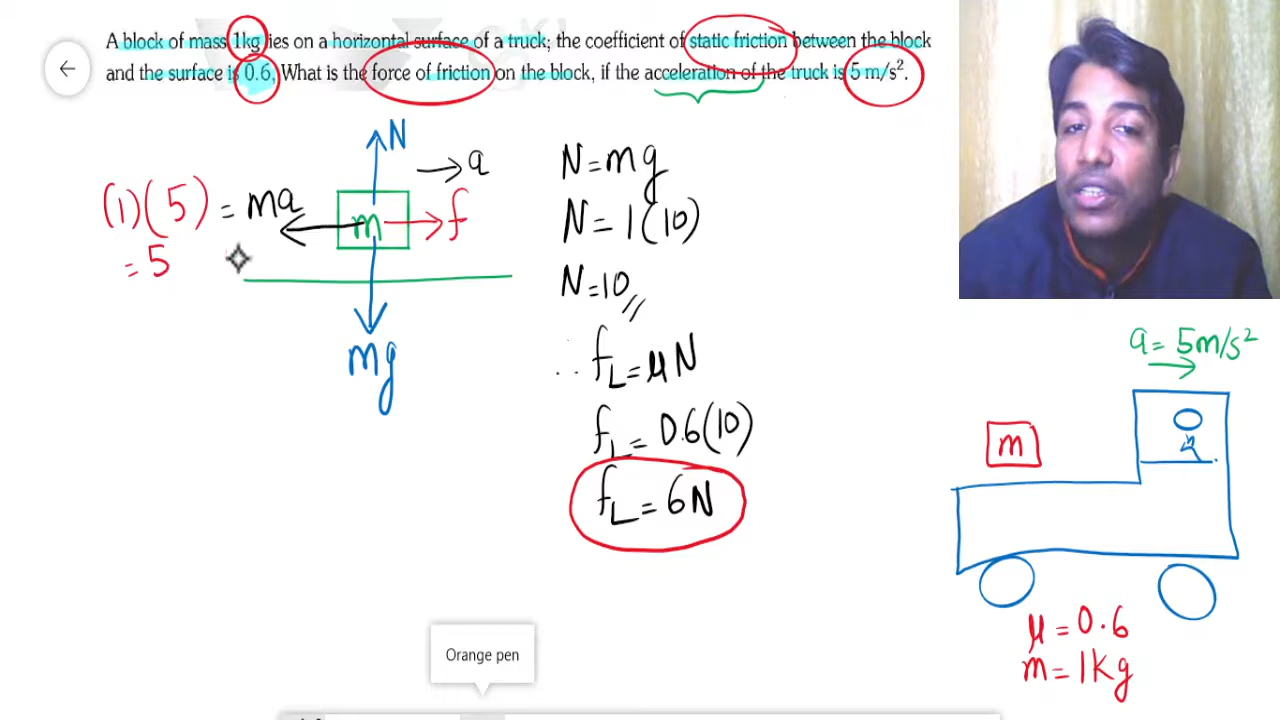 A block of mass 1kg lies on a horizontal surface of a truck; the coefficient of static friction between the block
and the surface is 0.6, What is the force of friction on the block, if the acceleration of the truck is 5 m/s².
N
a
(1)(5) = ma
m
f
= 5
mg
N = mg
N = 1(10)
N = 10
∴ fL = μN
fL = 0.6(10)
fL = 6N
a = 5m/s²
m
μ = 0.6
m = 1kg
Orange pen